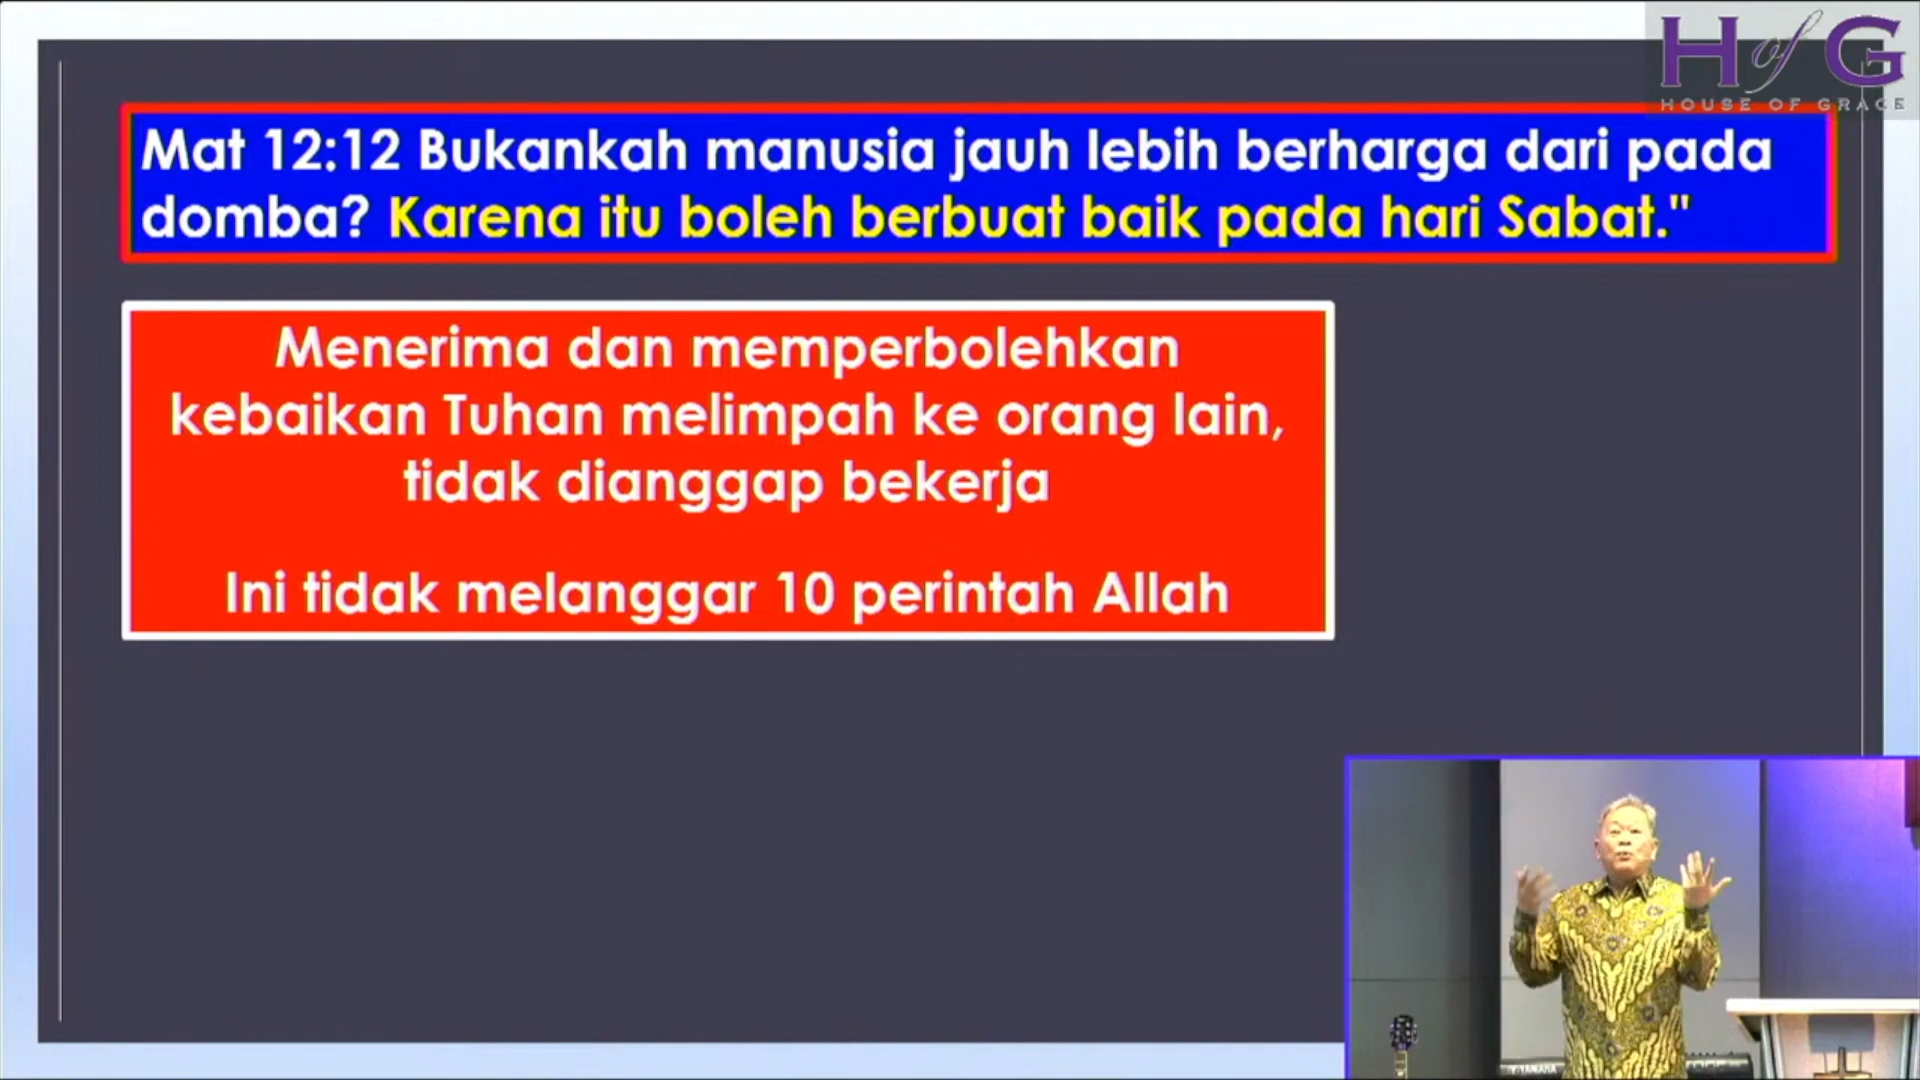 H of G
HOUSE OF GRACE
Mat 12:12 Bukankah manusia jauh lebih berharga dari pada
domba? Karena itu boleh berbuat baik pada hari Sabat."
Menerima dan memperbolehkan
kebaikan Tuhan melimpah ke orang lain,
tidak dianggap bekerja
Ini tidak melanggar 10 perintah Allah
YAMAHA